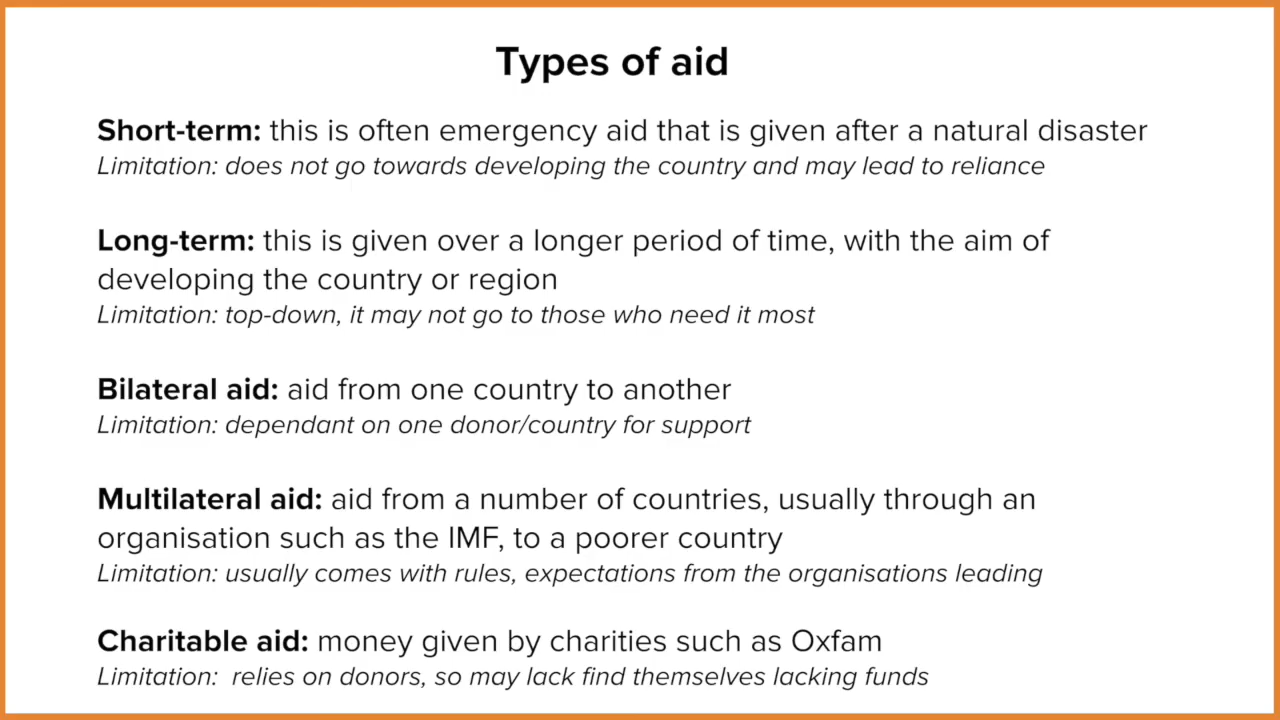 Types of aid
Short-term: this is often emergency aid that is given after a natural disaster
Limitation: does not go towards developing the country and may lead to reliance
Long-term: this is given over a longer period of time, with the aim of
developing the country or region
Limitation: top-down, it may not go to those who need it most
Bilateral aid: aid from one country to another
Limitation: dependant on one donor/country for support
Multilateral aid: aid from a number of countries, usually through an
organisation such as the IMF, to a poorer country
Limitation: usually comes with rules, expectations from the organisations leading
Charitable aid: money given by charities such as Oxfam
Limitation:  relies on donors, so may lack find themselves lacking funds